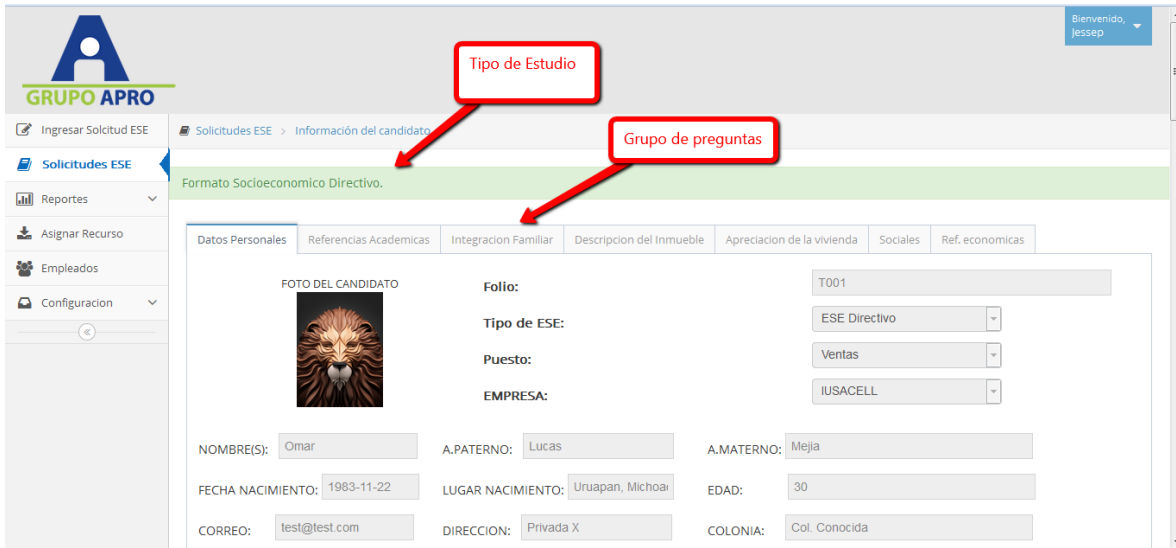 Bienvenido,
Jessep
GRUPO APRO
Tipo de Estudio
Grupo de preguntas
Ingresar Solcitud ESE
Solicitudes ESE
Reportes
Asignar Recurso
Empleados
Configuracion
Solicitudes ESE > Información del candidato
Formato Socioeconomico Directivo.
Datos Personales Referencias Academicas Integracion Familiar Descripcion del Inmueble Apreciacion de la vivienda Sociales Ref. economicas
FOTO DEL CANDIDATO
Folio: T001
Tipo de ESE: ESE Directivo
Puesto: Ventas
EMPRESA: IUSACELL
NOMBRE(S): Omar A.PATERNO: Lucas A.MATERNO: Mejia
FECHA NACIMIENTO: 1983-11-22 LUGAR NACIMIENTO: Uruapan, Michoa EDAD: 30
CORREO: test@test.com DIRECCION: Privada X COLONIA: Col. Conocida